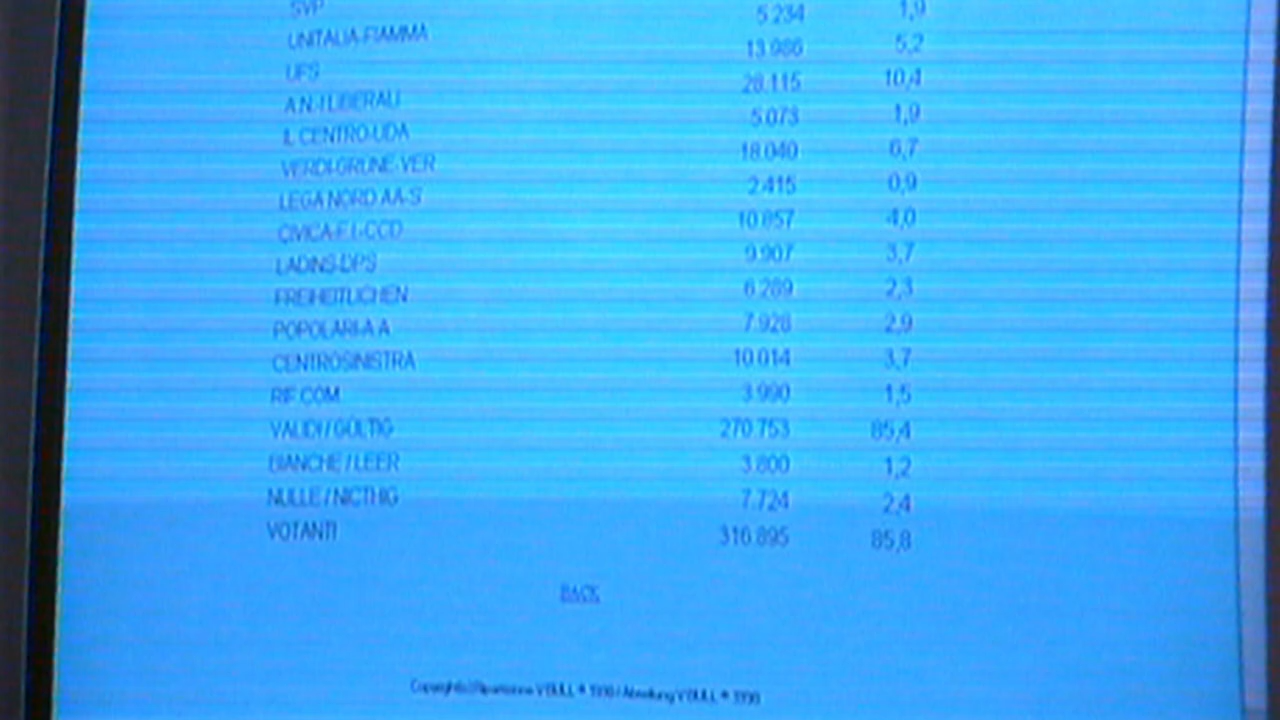 SVP
UNITALIA-FIAMMA 5.234 1,9
UFS 13.986 5,2
A.N.-I LIBERALI 28.115 10,4
IL CENTRO-UDA 5.073 1,9
VERDI-GRÜNE-VER 18.040 6,7
LEGA NORD AA-S 2.415 0,9
CIVICA-F.I.-CCD 10.857 4,0
LADINS-DPS 9.907 3,7
FREIHEITLICHEN 6.289 2,3
POPOLARI-A A 7.928 2,9
CENTROSINISTRA 10.014 3,7
RIF.COM 3.990 1,5
VALIDI / GÜLTIG 270.753 85,4
BIANCHE / LEER 3.800 1,2
NULLE / NICTHIG 7.724 2,4
VOTANTI 316.895 85,8
BACK